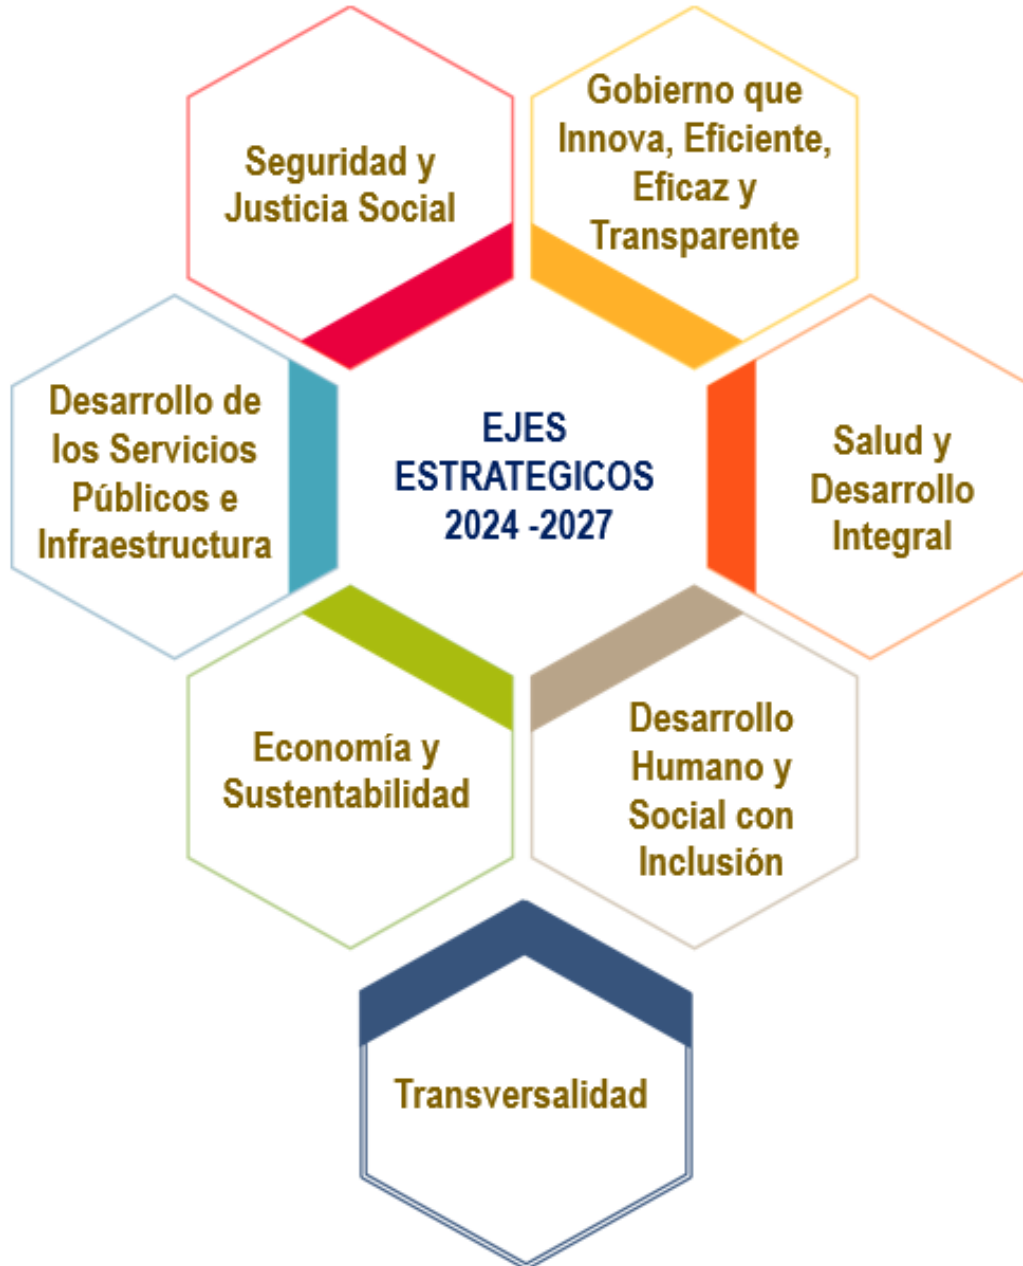 Seguridad y
Justicia Social
Gobierno que
Innova, Eficiente,
Eficaz y
Transparente
Desarrollo de
los Servicios
Públicos e
Infraestructura
EJES
ESTRATEGICOS
2024 -2027
Salud y
Desarrollo
Integral
Economía y
Sustentabilidad
Desarrollo
Humano y
Social con
Inclusión
Transversalidad